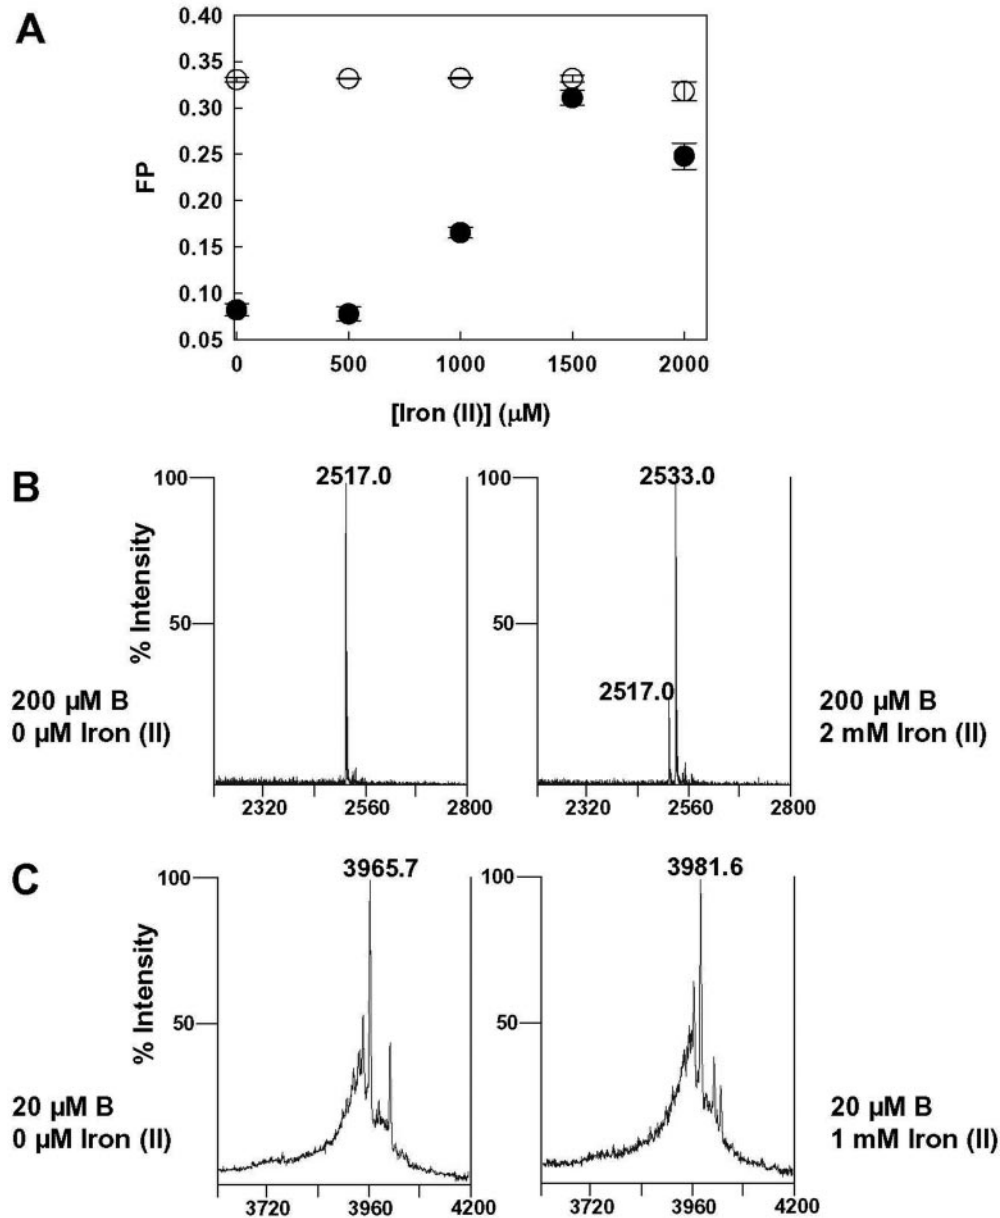 A
0.40
0.35
0.30
0.25
0.20
0.15
0.10
0.05
FP
0 500 1000 1500 2000
[Iron (II)] (μM)
B
100
50
% Intensity
2517.0
2320 2560 2800
200 μM B
0 μM Iron (II)
100
50
2533.0
2517.0
2320 2560 2800
200 μM B
2 mM Iron (II)
C
100
50
% Intensity
3965.7
3720 3960 4200
20 μM B
0 μM Iron (II)
100
50
3981.6
3720 3960 4200
20 μM B
1 mM Iron (II)